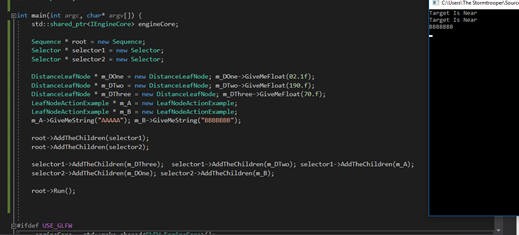 int main(int argc, char* argv[]) {
std::shared_ptr<IEngineCore> engineCore;
Sequence * root = new Sequence;
Selector * selector1 = new Selector;
Selector * selector2 = new Selector;
DistanceLeafNode * m_DOne = new DistanceLeafNode; m_DOne->GiveMeFloat(02.1f);
DistanceLeafNode * m_DTwo = new DistanceLeafNode; m_DTwo->GiveMeFloat(190.f);
DistanceLeafNode * m_DThree = new DistanceLeafNode; m_DThree->GiveMeFloat(70.f);
LeafNodeActionExample * m_A = new LeafNodeActionExample;
LeafNodeActionExample * m_B = new LeafNodeActionExample;
m_A->GiveMeString("AAAAA"); m_B->GiveMeString("BBBBBBB");
root->AddTheChildren(selector1);
root->AddTheChildren(selector2);
selector1->AddTheChildren(m_DThree); selector1->AddTheChildren(m_DTwo); selector1->AddTheChildren(m_A);
selector2->AddTheChildren(m_DOne); selector2->AddTheChildren(m_B);
root->Run();
#ifdef USE_GLFW
C:\Users\The Stormtrooper\Source
Target Is Near
Target Is Near
BBBBBBB